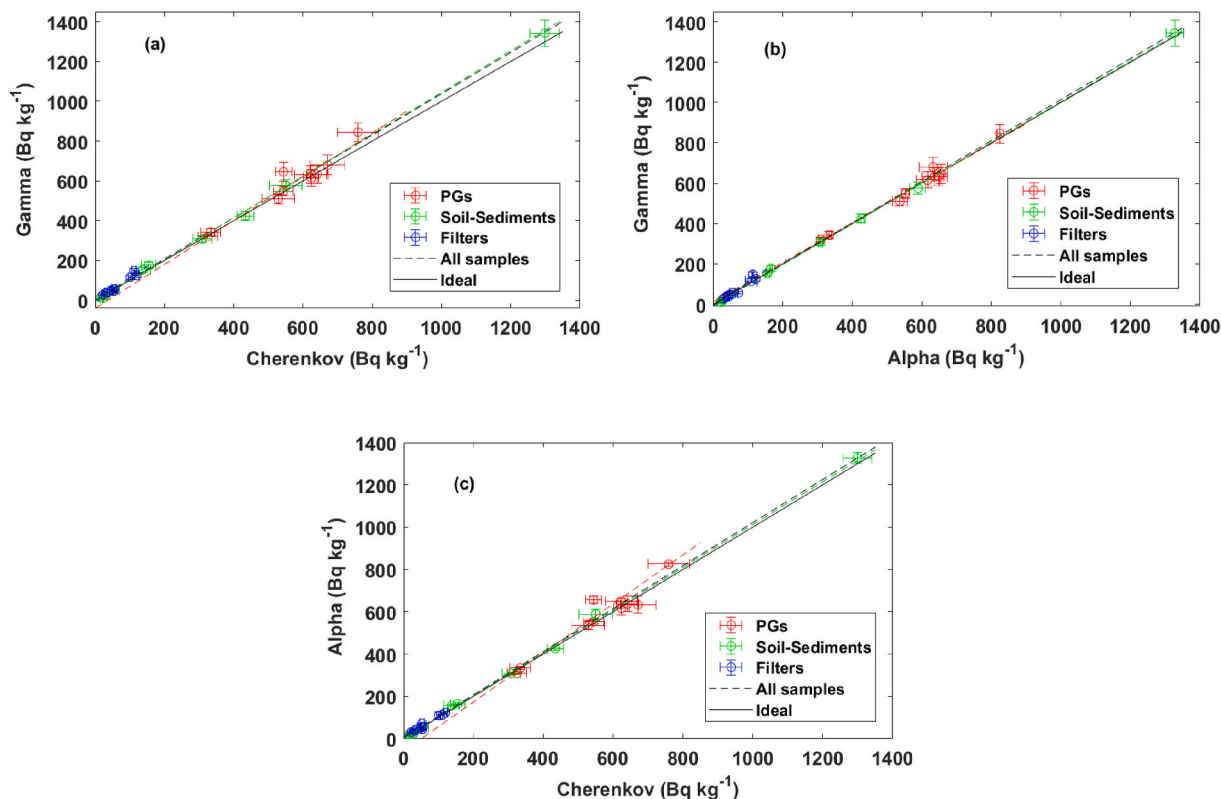 (a)
Gamma (Bq kg⁻¹)
1400
1200
1000
800
600
400
200
0
PGs
Soil-Sediments
Filters
All samples
Ideal
0 200 400 600 800 1000 1200 1400
Cherenkov (Bq kg⁻¹)
(b)
Gamma (Bq kg⁻¹)
1400
1200
1000
800
600
400
200
0
PGs
Soil-Sediments
Filters
All samples
Ideal
0 200 400 600 800 1000 1200 1400
Alpha (Bq kg⁻¹)
(c)
Alpha (Bq kg⁻¹)
1400
1200
1000
800
600
400
200
0
PGs
Soil-Sediments
Filters
All samples
Ideal
0 200 400 600 800 1000 1200 1400
Cherenkov (Bq kg⁻¹)